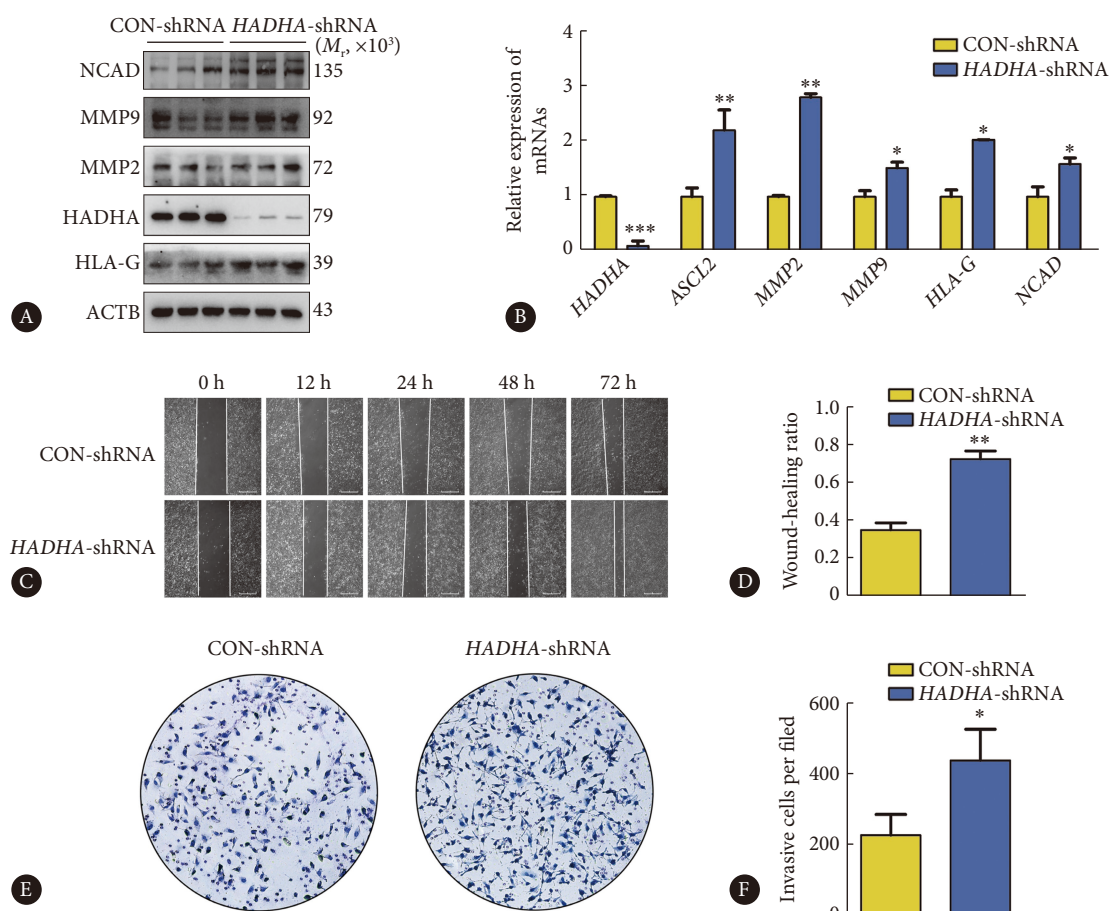 CON-shRNA HADHA-shRNA
(Mr, ×10³)
NCAD 135
MMP9 92
MMP2 72
HADHA 79
HLA-G 39
ACTB 43
A
Relative expression of
mRNAs
4
3
2
1
0
CON-shRNA
HADHA-shRNA
***
**
**
*
*
*
HADHA
ASCL2
MMP2
MMP9
HLA-G
NCAD
B
0 h 12 h 24 h 48 h 72 h
CON-shRNA
HADHA-shRNA
C
CON-shRNA
HADHA-shRNA
Wound-healing ratio
1.0
0.8
0.6
0.4
0.2
0
**
D
CON-shRNA HADHA-shRNA
E
CON-shRNA
HADHA-shRNA
Invasive cells per filed
600
400
200
0
*
F